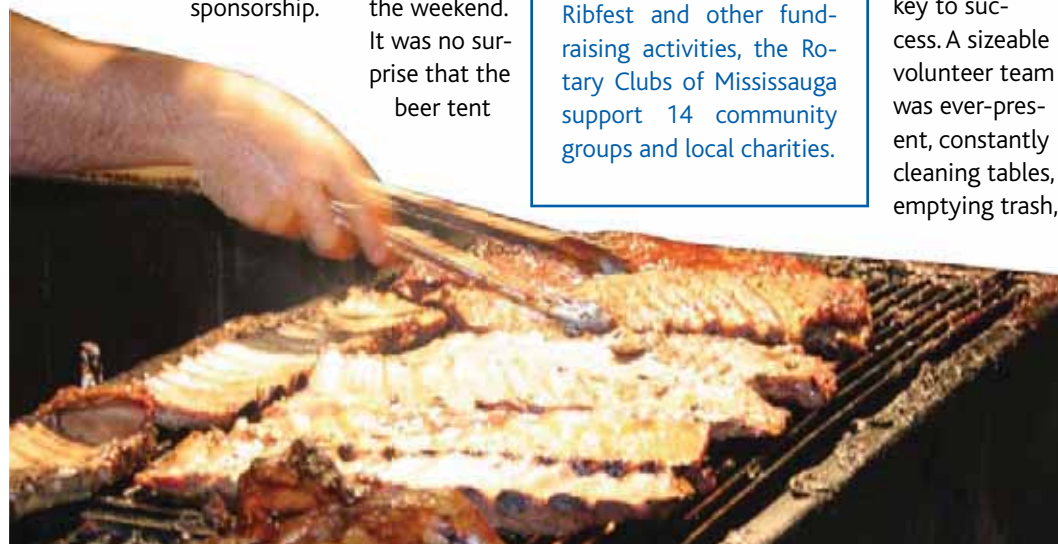 sponsorship.
the weekend.
It was no sur-
prise that the
beer tent
Ribfest and other fund-
raising activities, the Ro-
tary Clubs of Mississauga
support 14 community
groups and local charities.
key to suc-
cess. A sizeable
volunteer team
was ever-pres-
ent, constantly
cleaning tables,
emptying trash,